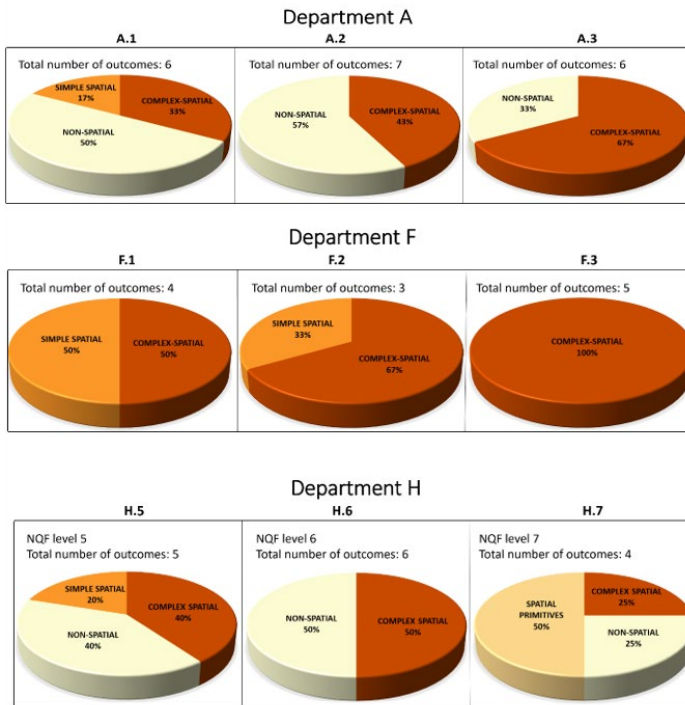 Department A
A.1
A.2
A.3
Total number of outcomes: 6
SIMPLE SPATIAL
17%
COMPLEX-SPATIAL
33%
NON-SPATIAL
50%
Total number of outcomes: 7
NON-SPATIAL
57%
COMPLEX-SPATIAL
43%
Total number of outcomes: 6
NON-SPATIAL
33%
COMPLEX-SPATIAL
67%
Department F
F.1
F.2
F.3
Total number of outcomes: 4
SIMPLE SPATIAL
50%
COMPLEX-SPATIAL
50%
Total number of outcomes: 3
SIMPLE SPATIAL
33%
COMPLEX-SPATIAL
67%
Total number of outcomes: 5
COMPLEX-SPATIAL
100%
Department H
H.5
H.6
H.7
NQF level 5
Total number of outcomes: 5
SIMPLE SPATIAL
20%
COMPLEX SPATIAL
40%
NON-SPATIAL
40%
NQF level 6
Total number of outcomes: 6
NON-SPATIAL
50%
COMPLEX SPATIAL
50%
NQF level 7
Total number of outcomes: 4
SPATIAL
PRIMITIVES
50%
COMPLEX SPATIAL
25%
NON-SPATIAL
25%